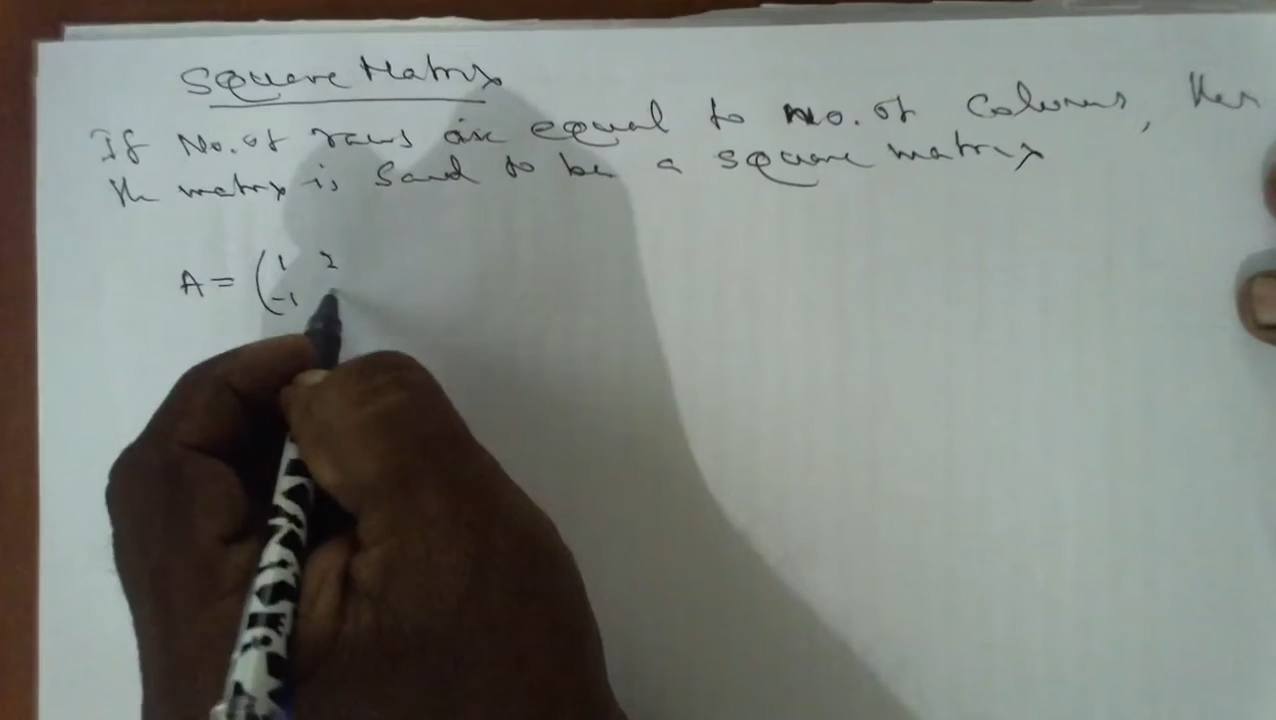 Square Matrix
If No. of rows are equal to no. of Columns, then
the matrix is Said to be a square matrix
A = ( 1 2
-1